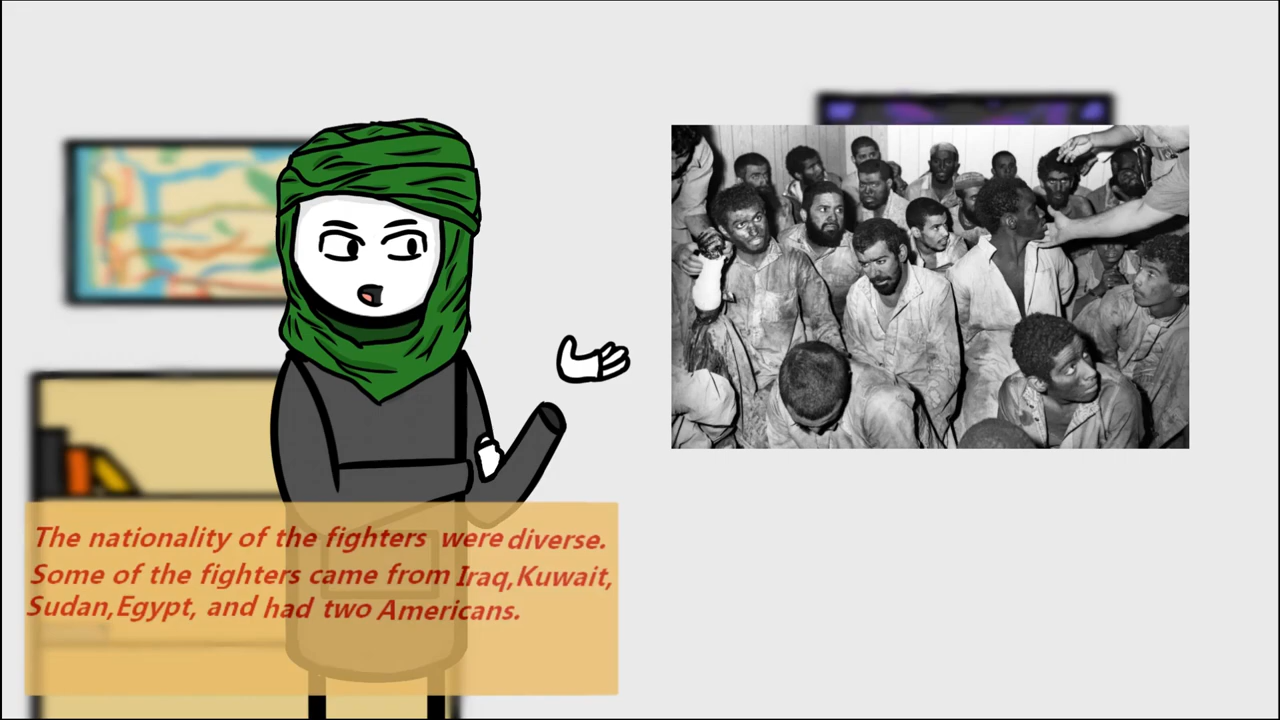 The nationality of the fighters were diverse.
Some of the fighters came from Iraq,Kuwait,
Sudan,Egypt, and had two Americans.